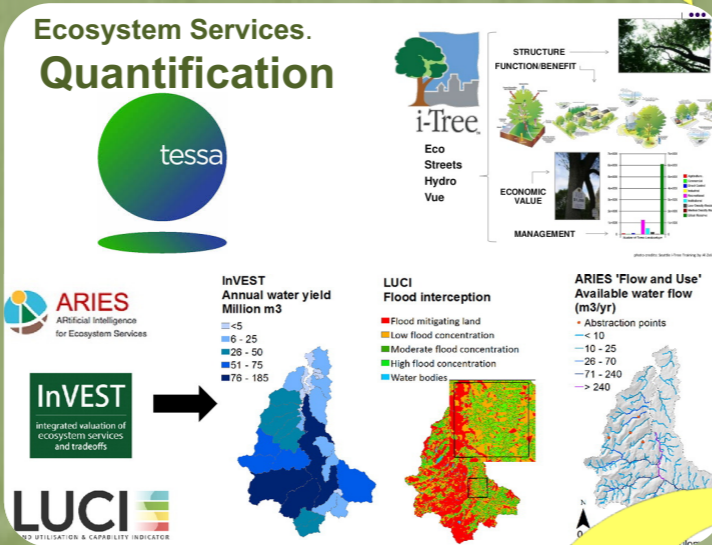 Ecosystem Services.
Quantification
tessa
i-Tree
Eco
Streets
Hydro
Vue
STRUCTURE
FUNCTION/BENEFIT
ECONOMIC
VALUE
MANAGEMENT
ARIES
ARtificial Intelligence
for Ecosystem Services
InVEST
integrated valuation of
ecosystem services
and tradeoffs
LUCI
ND UTILISATION & CAPABILITY INDICATOR
InVEST
Annual water yield
Million m3
<5
6 - 25
26 - 50
51 - 75
76 - 185
LUCI
Flood interception
Flood mitigating land
Low flood concentration
Moderate flood concentration
High flood concentration
Water bodies
ARIES 'Flow and Use'
Available water flow
(m3/yr)
Abstraction points
< 10
10 - 25
26 - 70
71 - 240
> 240
N